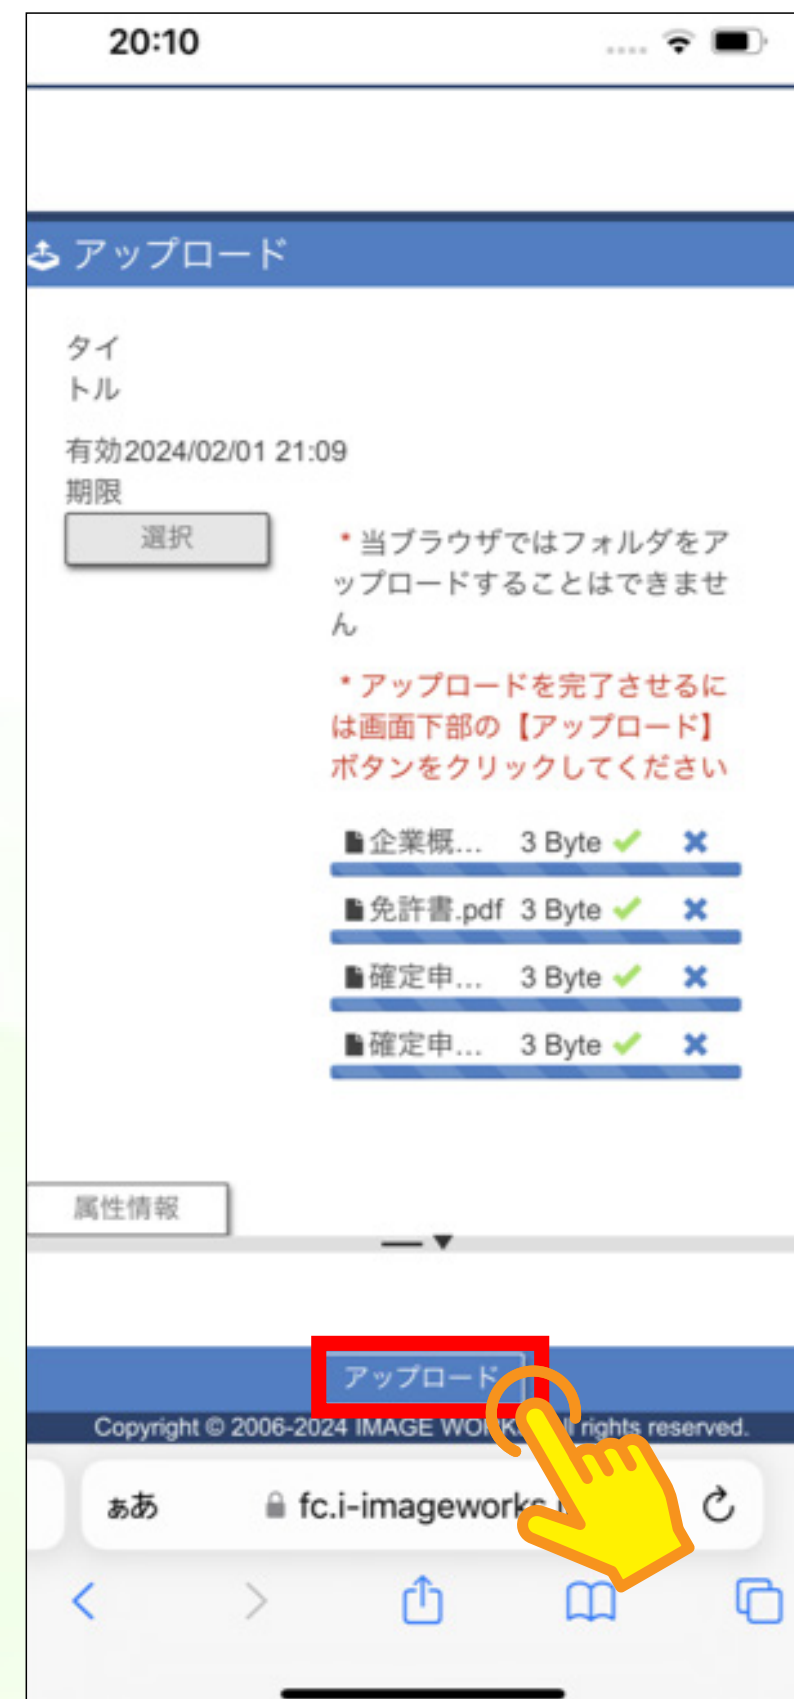 20:10
アップロード
タイ
トル
有効2024/02/01 21:09
期限
選択
* 当ブラウザではフォルダをア
ップロードすることはできませ
ん
* アップロードを完了させるに
は画面下部の【アップロード】
ボタンをクリックしてください
企業概... 3 Byte
免許書.pdf 3 Byte
確定申... 3 Byte
確定申... 3 Byte
属性情報
アップロード
Copyright © 2006-2024 IMAGE rights reserved.
ぁあ fc.i-imageworks